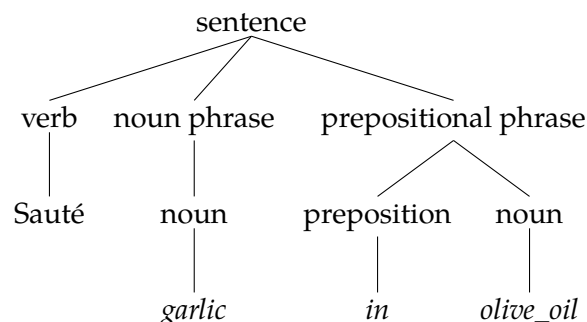 sentence
verb noun phrase prepositional phrase
Sauté noun preposition noun
garlic in olive_oil